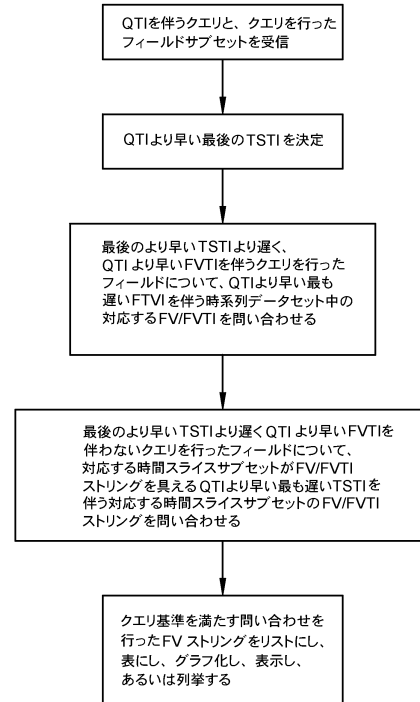 QTIを伴うクエリと、クエリを行った
フィールドサブセットを受信
QTIより早い最後のTSTIを決定
最後のより早いTSTIより遅く、
QTIより早いFVTIを伴うクエリを行った
フィールドについて、QTIより早い最も
遅いFTVIを伴う時系列データセット中の
対応するFV/FVTIを問い合わせる
最後のより早いTSTIより遅くQTIより早いFVTIを
伴わないクエリを行ったフィールドについて、
対応する時間スライスサブセットがFV/FVTI
ストリングを具えるQTIより早い最も遅いTSTIを
伴う対応する時間スライスサブセットのFV/FVTI
ストリングを問い合わせる
クエリ基準を満たす問い合わせを
行ったFVストリングをリストにし、
表にし、グラフ化し、表示し、
あるいは列挙する